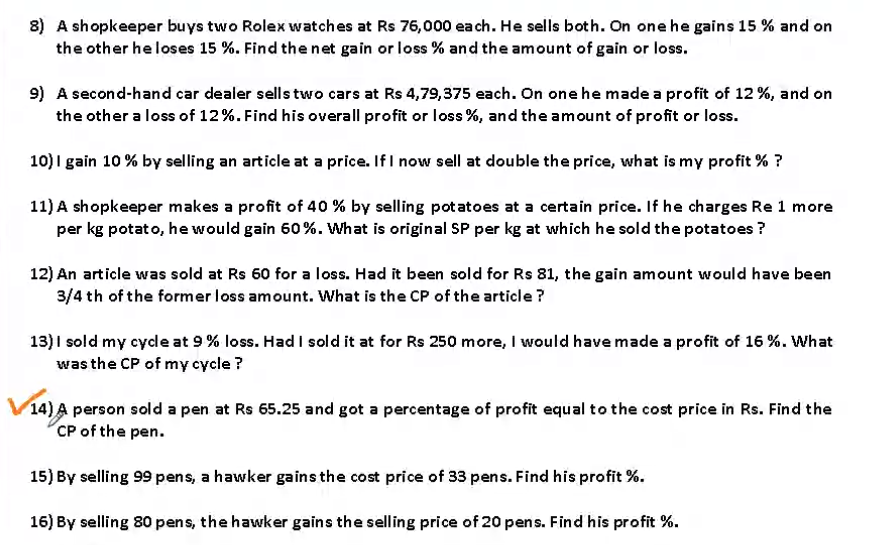 8) A shopkeeper buys two Rolex watches at Rs 76,000 each. He sells both. On one he gains 15 % and on
the other he loses 15 %. Find the net gain or loss % and the amount of gain or loss.
9) A second-hand car dealer sells two cars at Rs 4,79,375 each. On one he made a profit of 12 %, and on
the other a loss of 12 %. Find his overall profit or loss %, and the amount of profit or loss.
10) I gain 10 % by selling an article at a price. If I now sell at double the price, what is my profit % ?
11) A shopkeeper makes a profit of 40 % by selling potatoes at a certain price. If he charges Re 1 more
per kg potato, he would gain 60 %. What is original SP per kg at which he sold the potatoes ?
12) An article was sold at Rs 60 for a loss. Had it been sold for Rs 81, the gain amount would have been
3/4 th of the former loss amount. What is the CP of the article ?
13) I sold my cycle at 9 % loss. Had I sold it at for Rs 250 more, I would have made a profit of 16 %. What
was the CP of my cycle ?
14) A person sold a pen at Rs 65.25 and got a percentage of profit equal to the cost price in Rs. Find the
CP of the pen.
15) By selling 99 pens, a hawker gains the cost price of 33 pens. Find his profit %.
16) By selling 80 pens, the hawker gains the selling price of 20 pens. Find his profit %.